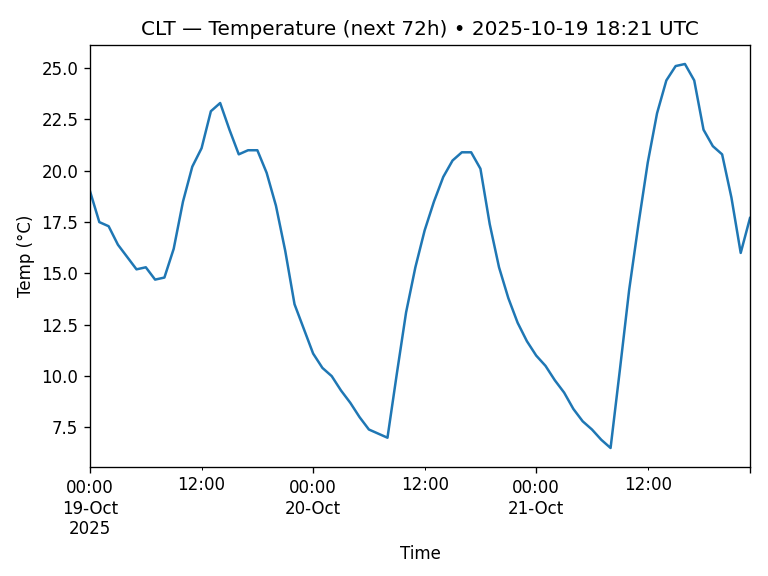 CLT — Temperature (next 72h) • 2025-10-19 18:21 UTC
Temp (°C)
25.0
22.5
20.0
17.5
15.0
12.5
10.0
7.5
00:00 12:00 00:00 12:00 00:00 12:00
19-Oct 20-Oct 21-Oct
2025
Time